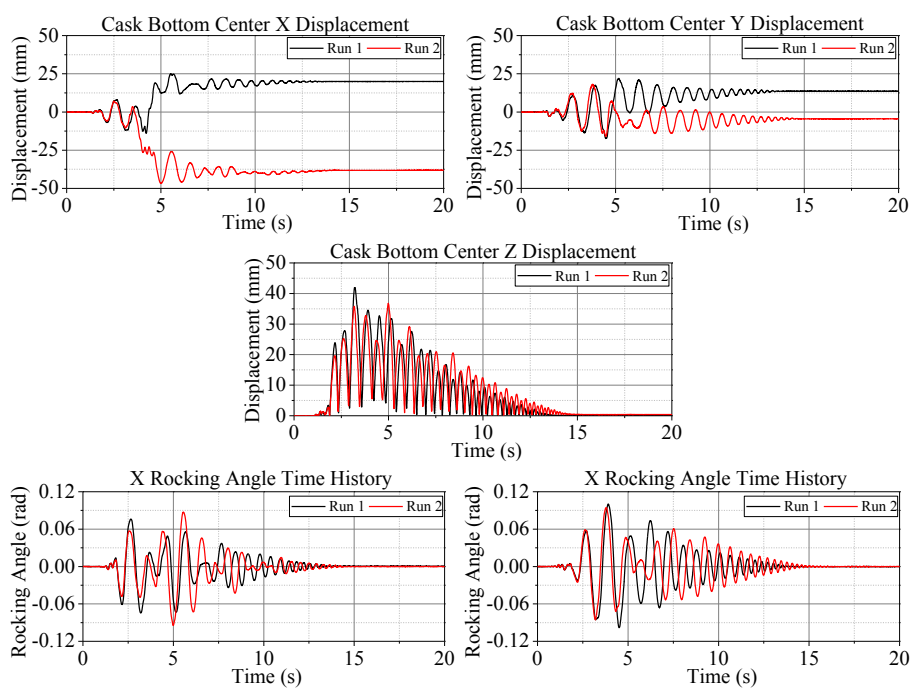 Cask Bottom Center X Displacement
Displacement (mm)
50
25
0
-25
-50
Run 1
Run 2
0
5
10
15
20
Time (s)
Cask Bottom Center Y Displacement
Displacement (mm)
50
25
0
-25
-50
Run 1
Run 2
0
5
10
15
20
Time (s)
Cask Bottom Center Z Displacement
Displacement (mm)
50
40
30
20
10
0
Run 1
Run 2
0
5
10
15
20
Time (s)
X Rocking Angle Time History
Rocking Angle (rad)
0.12
0.06
0.00
-0.06
-0.12
Run 1
Run 2
0
5
10
15
20
Time (s)
X Rocking Angle Time History
Rocking Angle (rad)
0.12
0.06
0.00
-0.06
-0.12
Run 1
Run 2
0
5
10
15
20
Time (s)